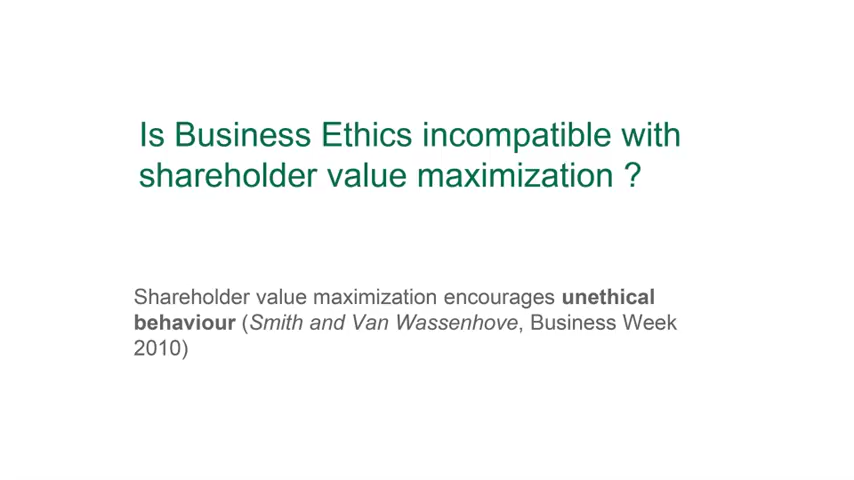 Is Business Ethics incompatible with
shareholder value maximization ?
Shareholder value maximization encourages unethical
behaviour (Smith and Van Wassenhove, Business Week
2010)